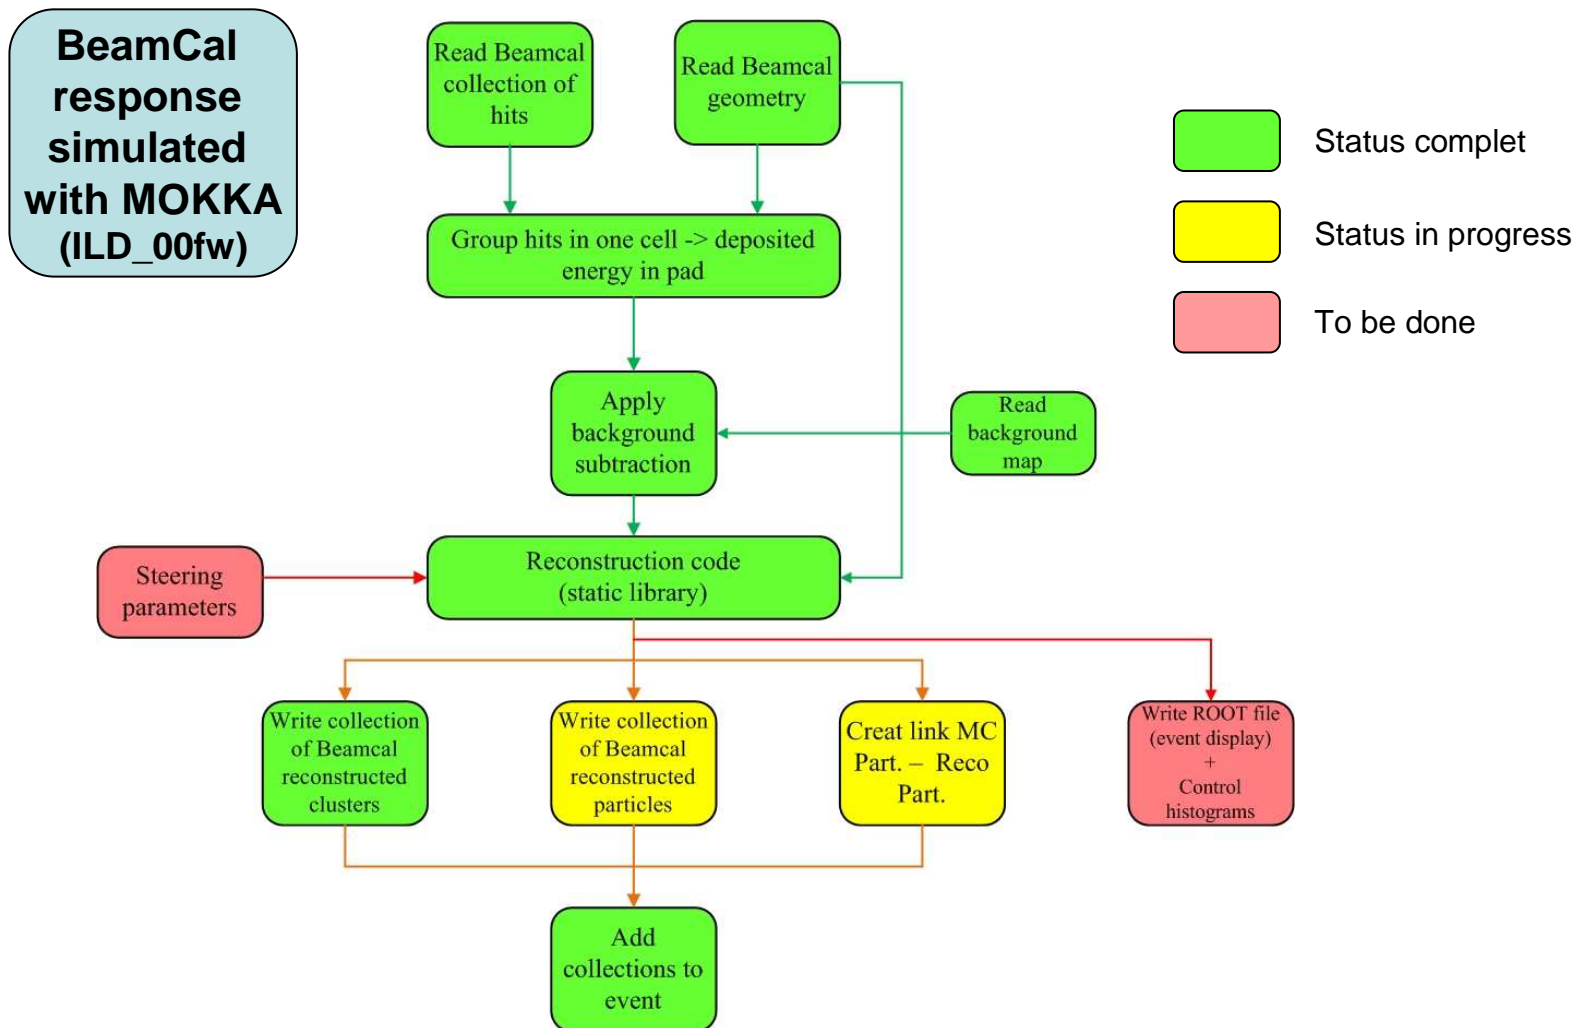 BeamCal
response
simulated
with MOKKA
(ILD_00fw)
Read Beamcal
collection of
hits
Read Beamcal
geometry
Status complet
Status in progress
To be done
Group hits in one cell -> deposited
energy in pad
Apply
background
subtraction
Read
background
map
Steering
parameters
Reconstruction code
(static library)
Write collection
of Beamcal
reconstructed
clusters
Write collection
of Beamcal
reconstructed
particles
Creat link MC
Part. – Reco
Part.
Write ROOT file
(event display)
+
Control
histograms
Add
collections to
event